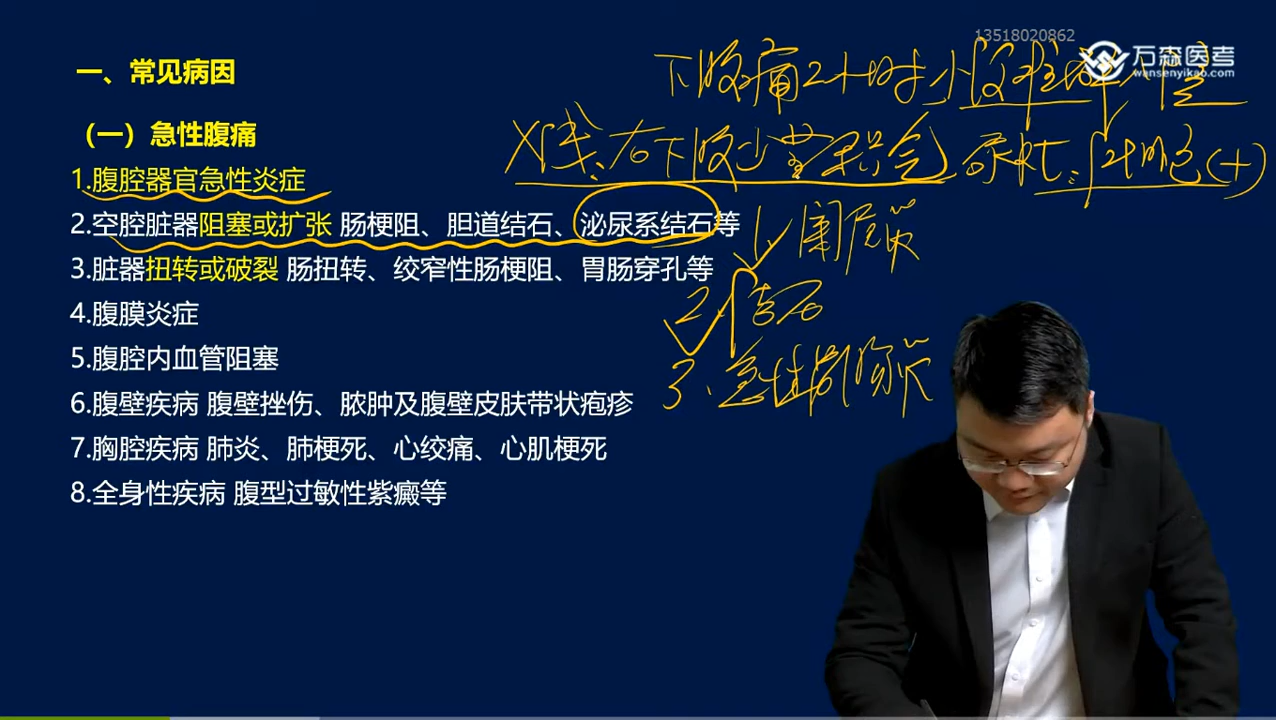 13518020862
万森医考
wansenyikao.com
一、常见病因
（一）急性腹痛
1.腹腔器官急性炎症
2.空腔脏器阻塞或扩张 肠梗阻、胆道结石、泌尿系结石等
3.脏器扭转或破裂 肠扭转、绞窄性肠梗阻、胃肠穿孔等
4.腹膜炎症
5.腹腔内血管阻塞
6.腹壁疾病 腹壁挫伤、脓肿及腹壁皮肤带状疱疹
7.胸腔疾病 肺炎、肺梗死、心绞痛、心肌梗死
8.全身性疾病 腹型过敏性紫癜等
下腹痛2小时
X线:右下腹少量积气 尿忙:
(+)
1、阑尾炎
2、结石
3、急性